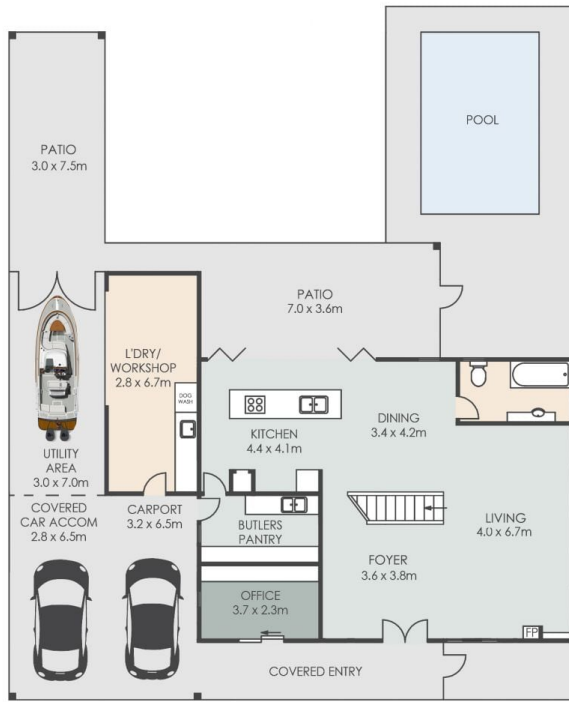 POOL
PATIO
3.0 x 7.5m
PATIO
7.0 x 3.6m
L'DRY/
WORKSHOP
2.8 x 6.7m
DOG
WASH
KITCHEN
4.4 x 4.1m
DINING
3.4 x 4.2m
UTILITY
AREA
3.0 x 7.0m
COVERED
CAR ACCOM
2.8 x 6.5m
CARPORT
3.2 x 6.5m
BUTLERS
PANTRY
LIVING
4.0 x 6.7m
FOYER
3.6 x 3.8m
OFFICE
3.7 x 2.3m
FP
COVERED ENTRY